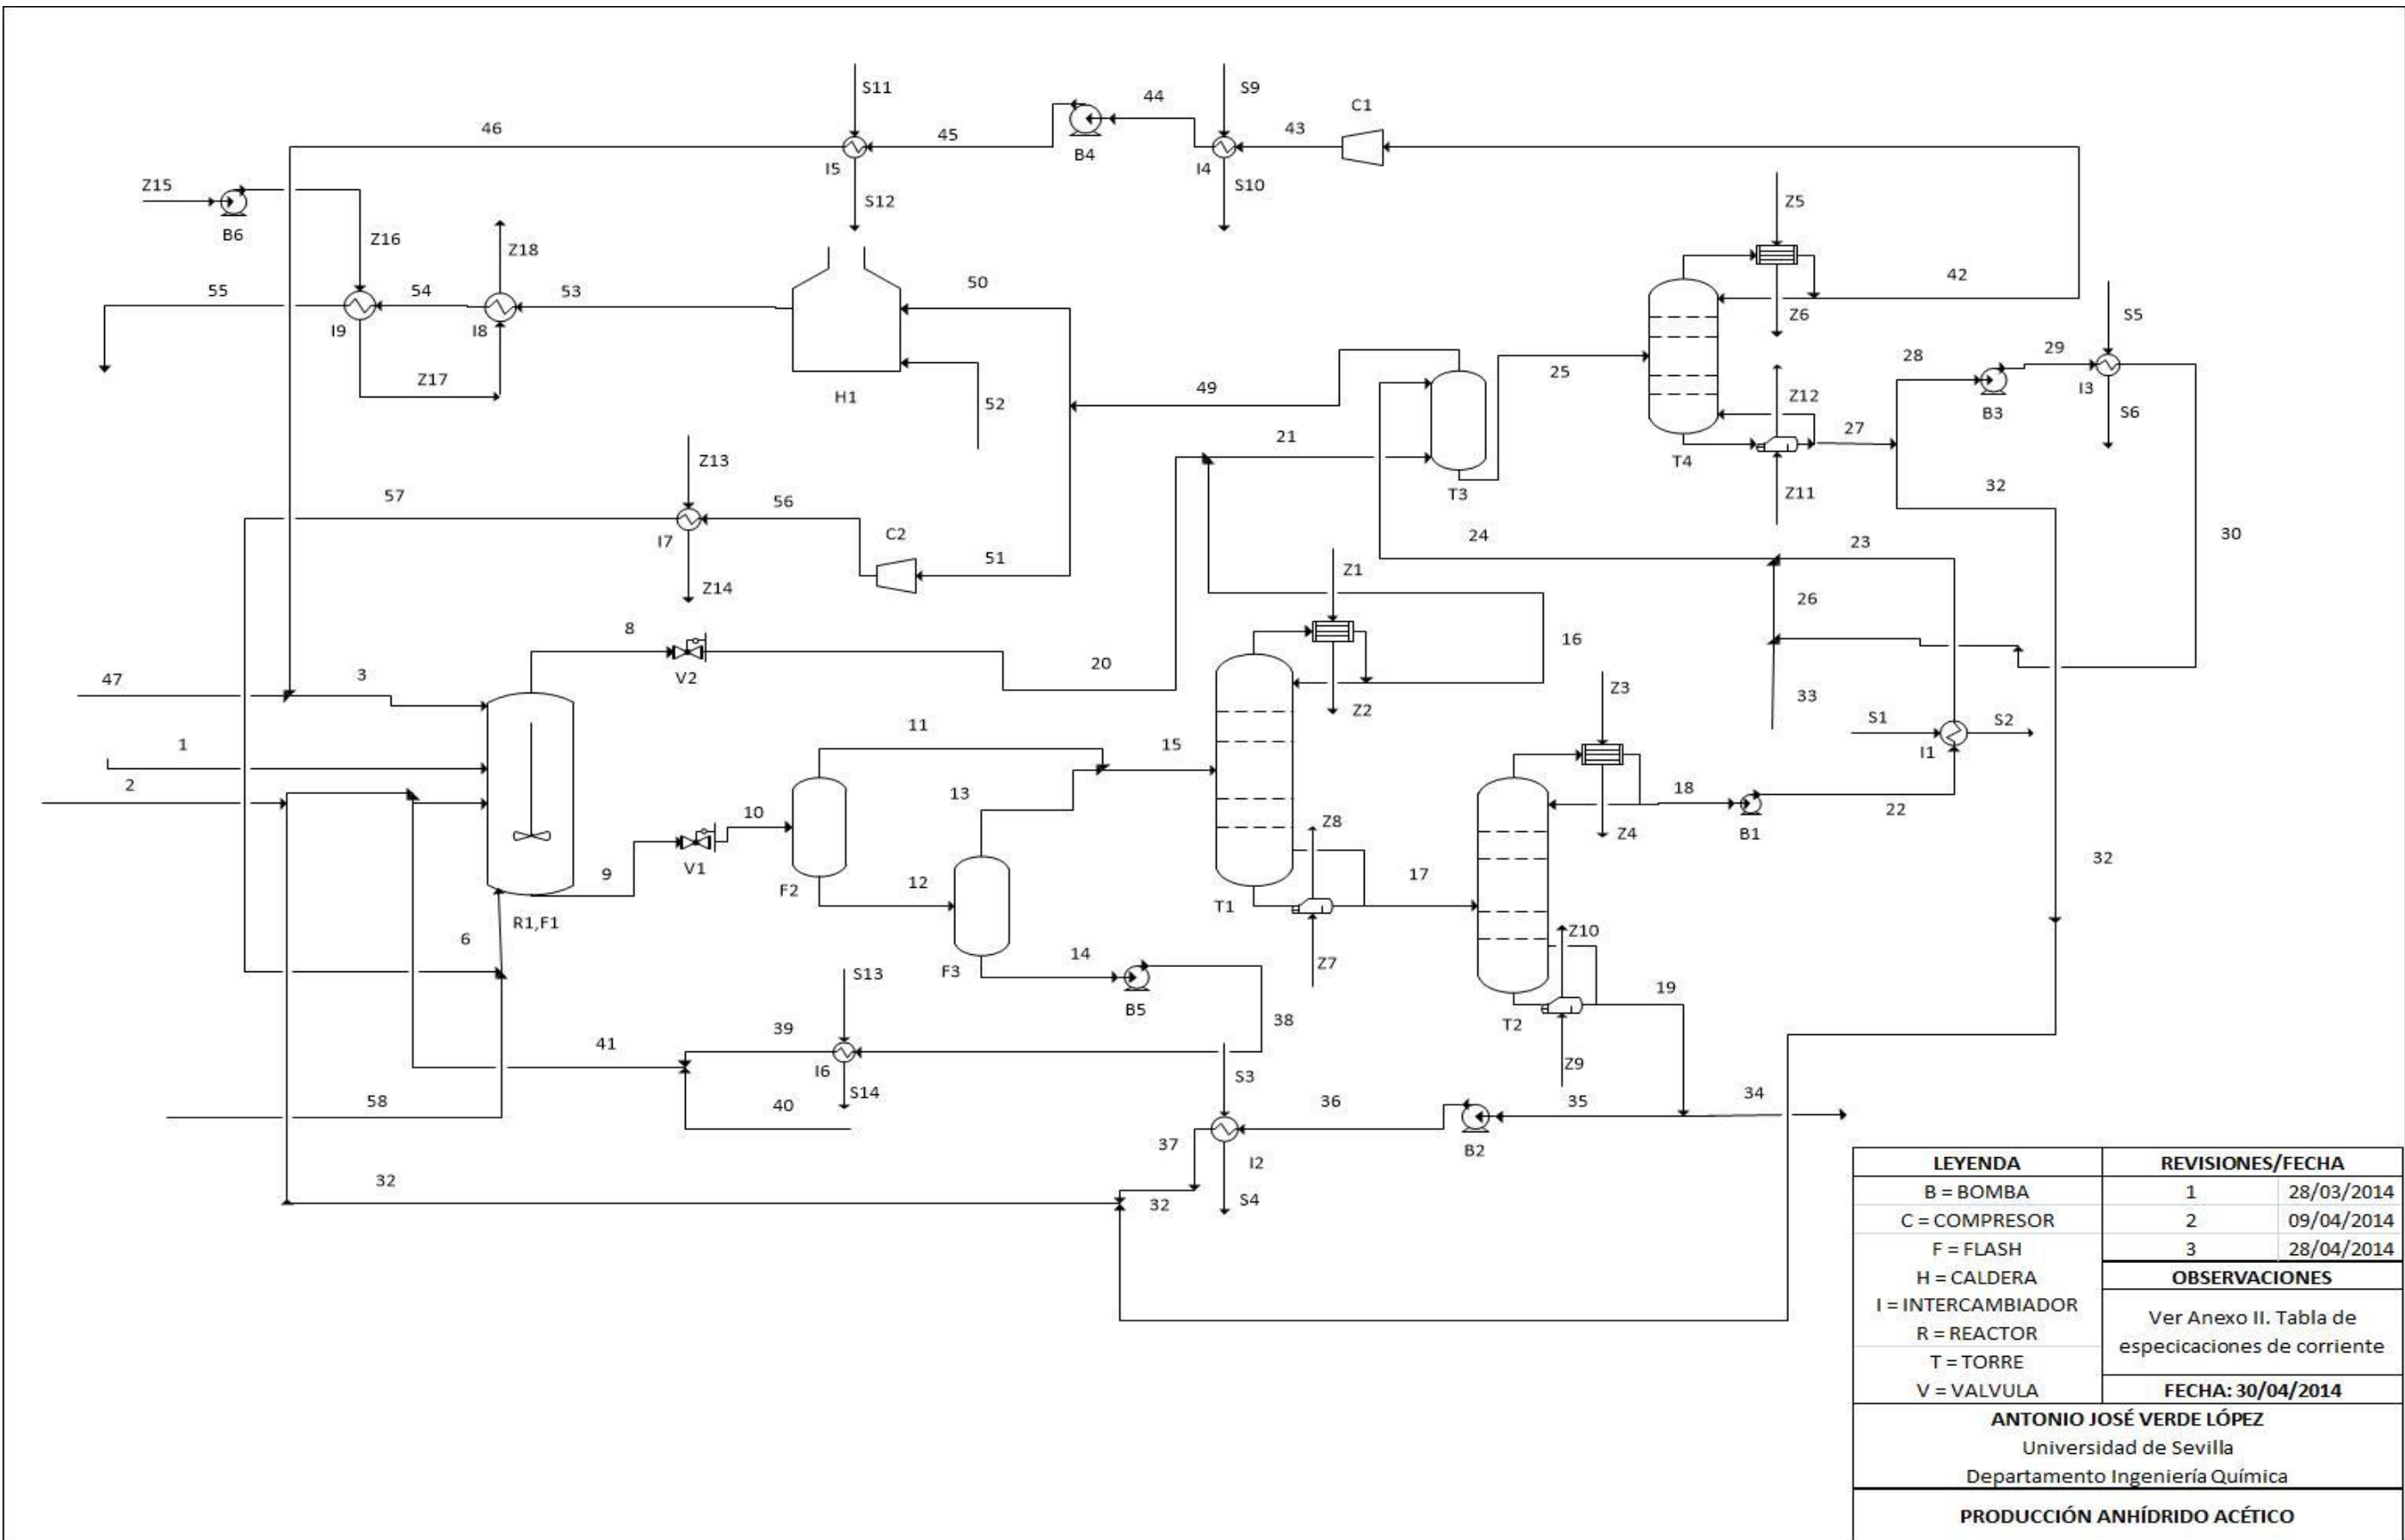 S11
S9
C1
44
46
45
43
B4
I5
I4
S12
S10
Z15
B6
Z16
Z18
Z5
55
54
53
50
42
I9
I8
Z6
S5
Z17
H1
52
49
25
28
29
I3
Z12
B3
S6
21
27
T4
Z13
T3
Z11
32
57
56
I7
C2
24
23
30
51
Z14
Z1
26
8
16
20
V2
47
3
Z2
Z3
33
S1
S2
I1
11
15
1
2
13
18
22
10
Z8
B1
Z4
V1
32
9
F2
12
17
T1
R1,F1
6
Z10
F3
14
S13
Z7
19
B5
T2
38
39
41
I6
S3
Z9
S14
58
40
36
35
34
37
I2
B2
32
32
S4
LEYENDA
REVISIONES/FECHA
B = BOMBA
1
28/03/2014
C = COMPRESOR
2
09/04/2014
F = FLASH
3
28/04/2014
H = CALDERA
OBSERVACIONES
I = INTERCAMBIADOR
Ver Anexo II. Tabla de
especicaciones de corriente
R = REACTOR
T = TORRE
V = VALVULA
FECHA: 30/04/2014
ANTONIO JOSÉ VERDE LÓPEZ
Universidad de Sevilla
Departamento Ingeniería Química
PRODUCCIÓN ANHÍDRIDO ACÉTICO